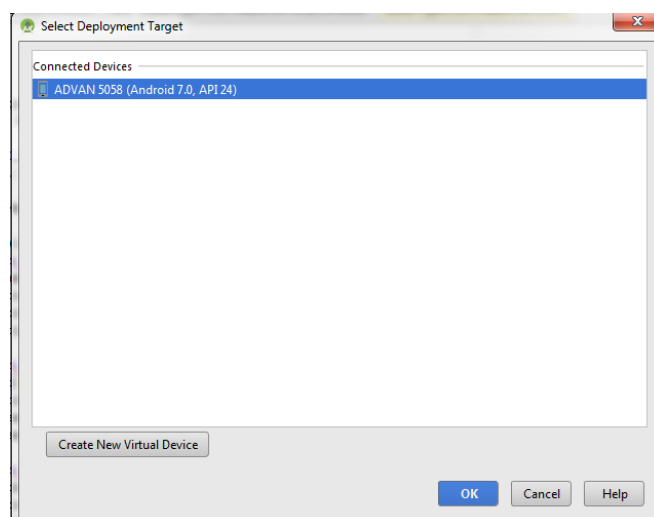 Select Deployment Target
Connected Devices
ADVAN 5058 (Android 7.0, API 24)
Create New Virtual Device
OK Cancel Help